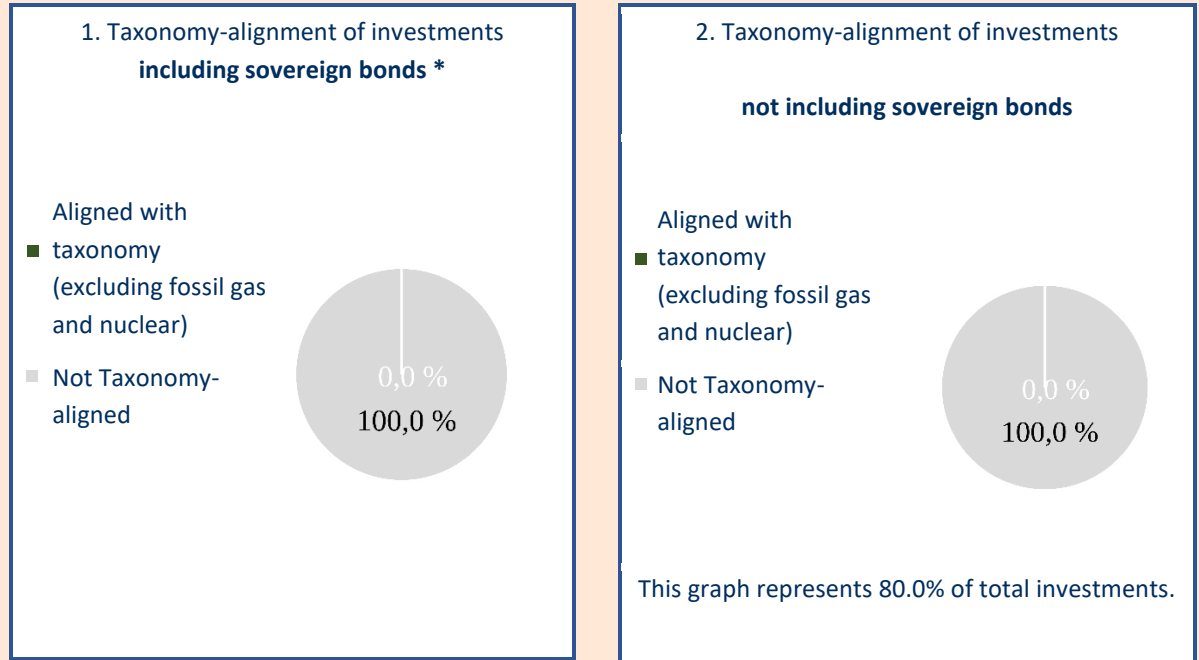 1. Taxonomy-alignment of investments
including sovereign bonds *
Aligned with
taxonomy
(excluding fossil gas
and nuclear)
Not Taxonomy-
aligned
0,0 %
100,0 %
2. Taxonomy-alignment of investments
not including sovereign bonds
Aligned with
taxonomy
(excluding fossil gas
and nuclear)
Not Taxonomy-
aligned
0,0 %
100,0 %
This graph represents 80.0% of total investments.